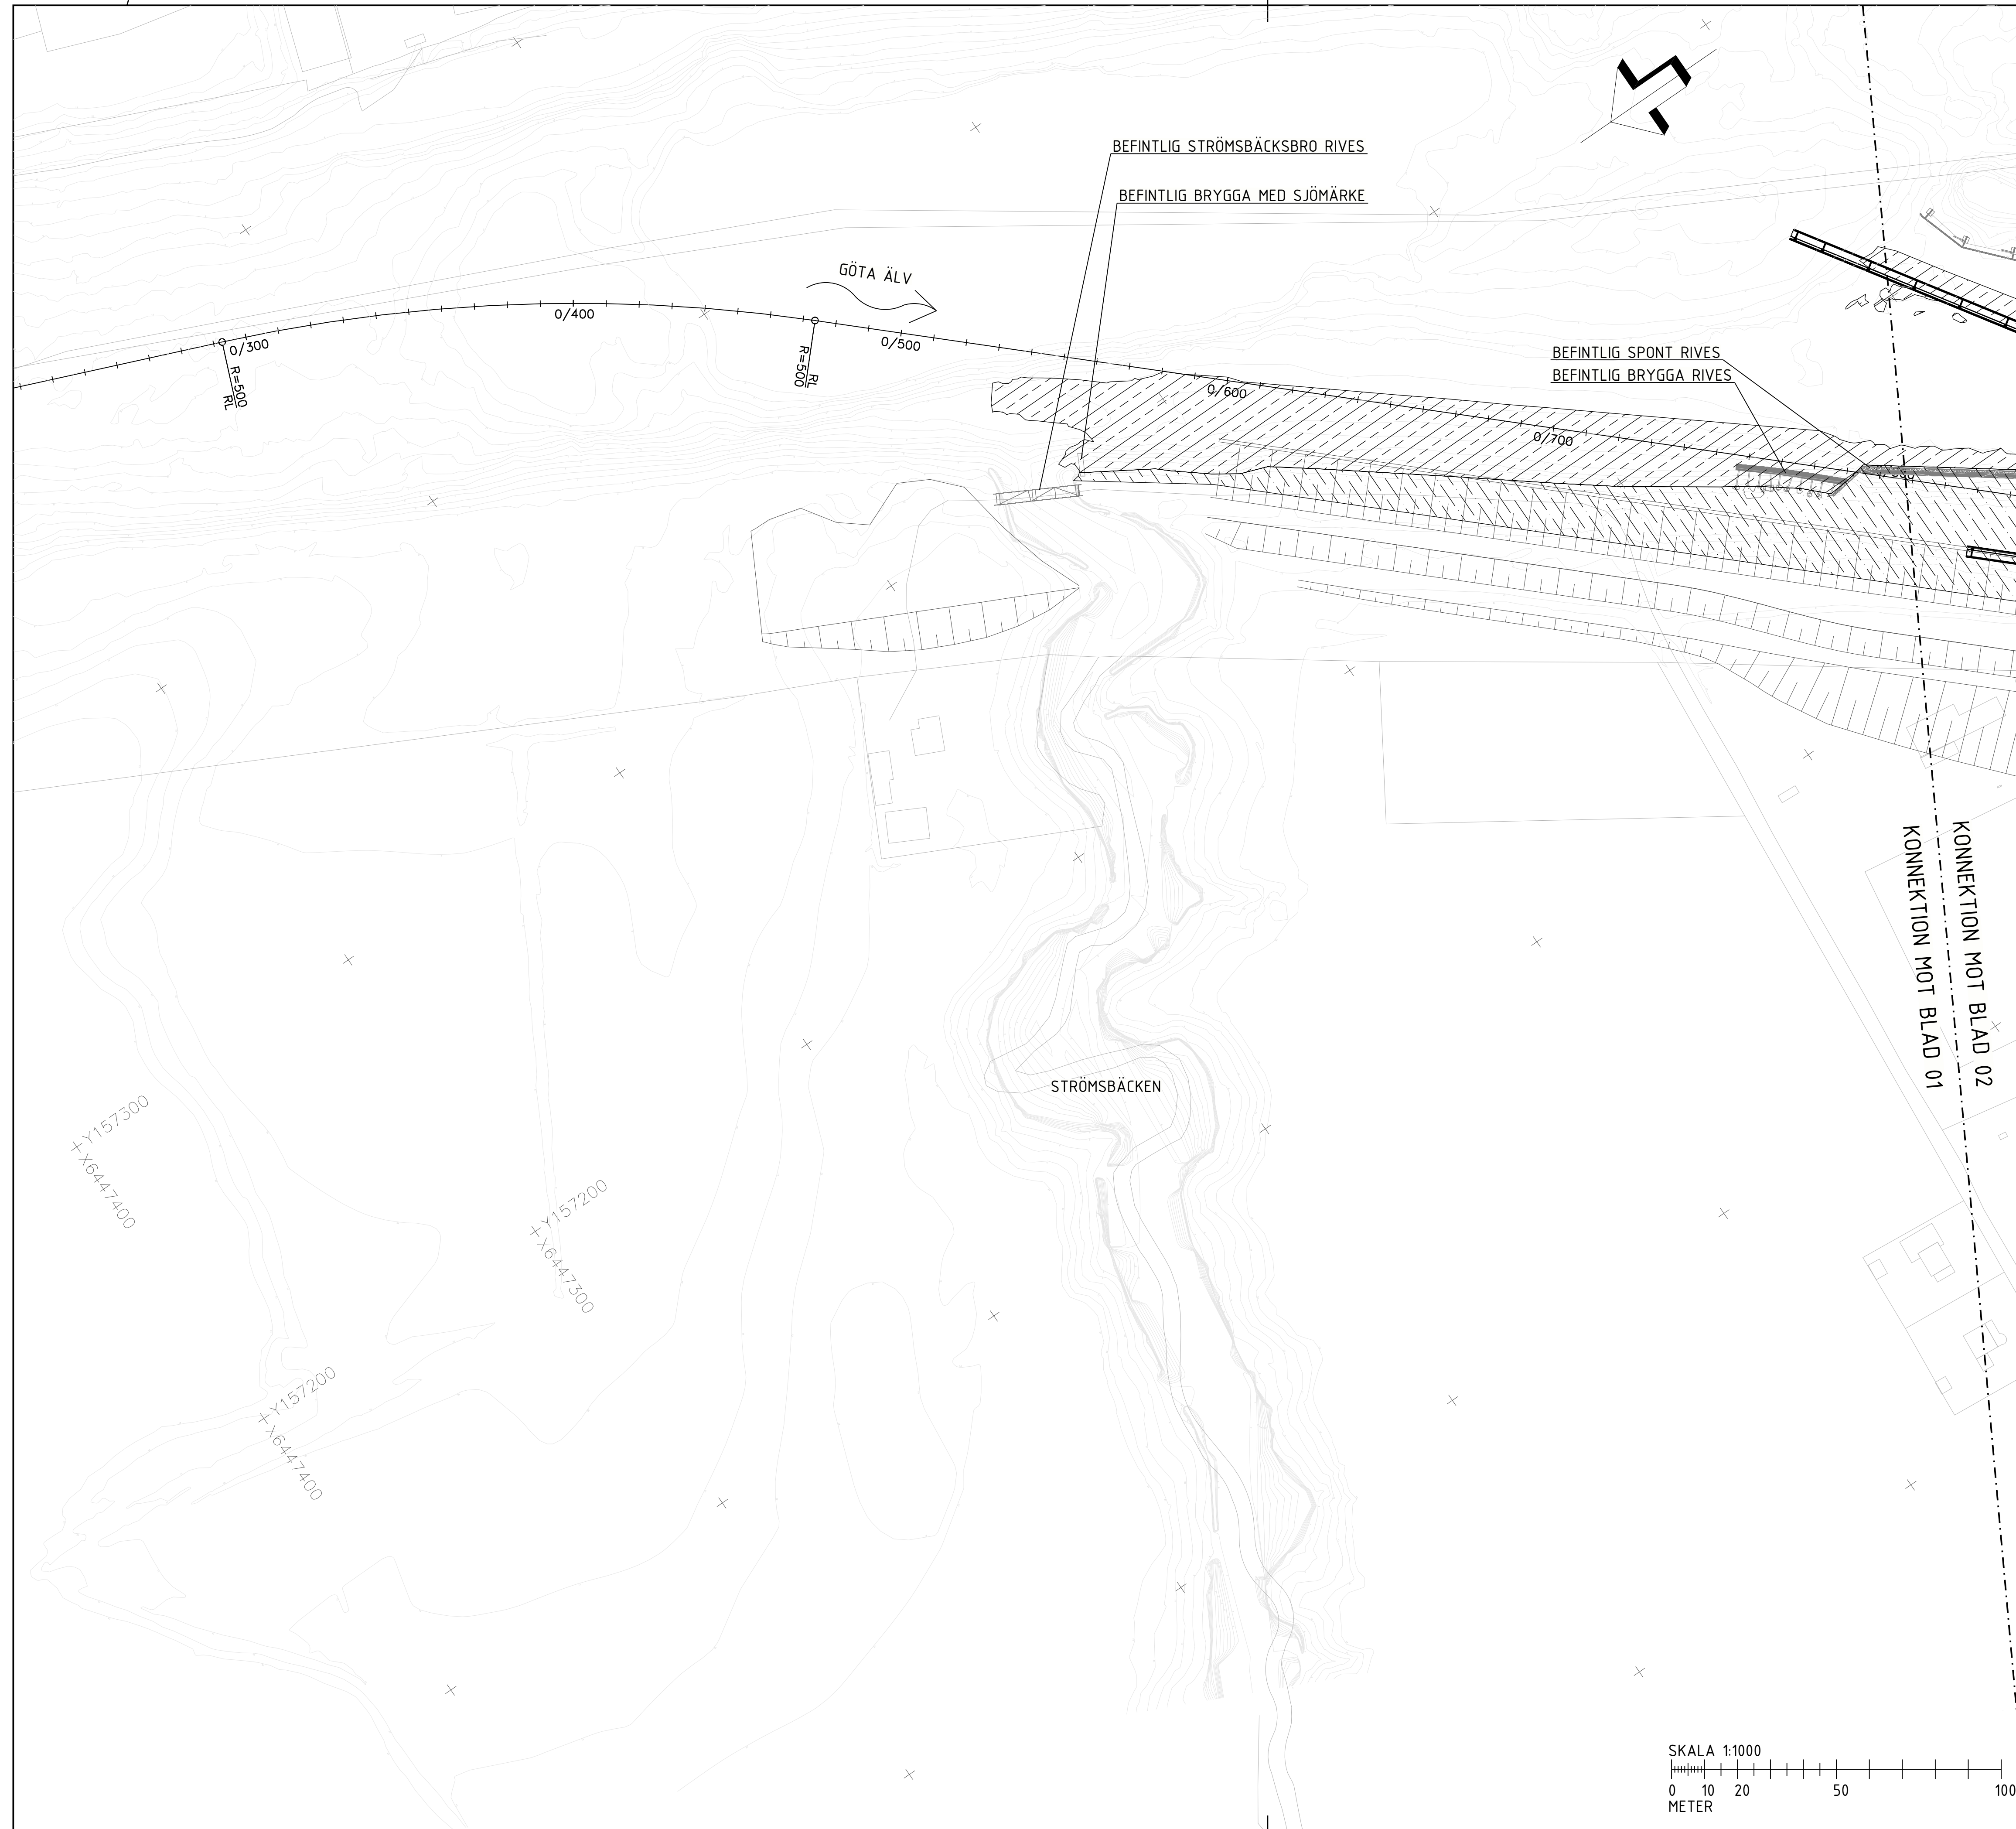 BEFINTLIG STRÖMSBÄCKSBRO RIVES
BEFINTLIG BRYGGA MED SJÖMÄRKE
GÖTA ÄLV
0/300
0/400
0/500
0/600
0/700
R=500
RL
RL
R=500
BEFINTLIG SPONT RIVES
BEFINTLIG BRYGGA RIVES
KONNEKTION MOT BLAD 02
KONNEKTION MOT BLAD 01
STRÖMSBÄCKEN
Y157300
X6447400
Y157200
X6447300
Y157200
X6447400
SKALA 1:1000
0 10 20 50 100
METER